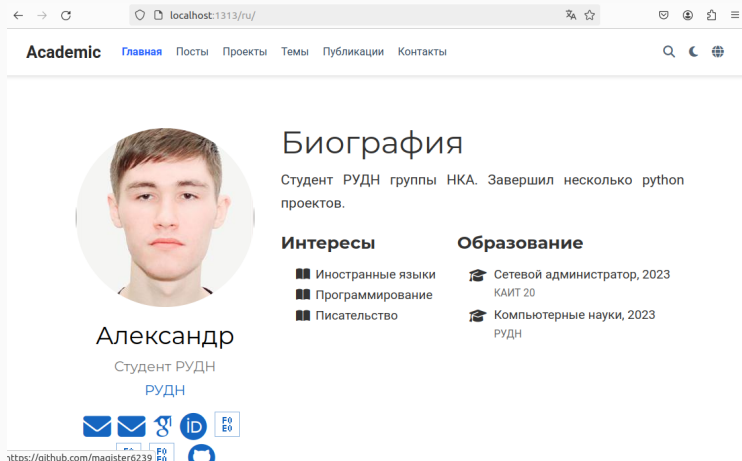 localhost:1313/ru/
Academic Главная Посты Проекты Темы Публикации Контакты
Биография
Студент РУДН группы НКА. Завершил несколько python
проектов.
Интересы
Иностранные языки
Программирование
Писательство
Образование
Сетевой администратор, 2023
КАИТ 20
Компьютерные науки, 2023
РУДН
Александр
Студент РУДН
РУДН
https://github.com/magister6239